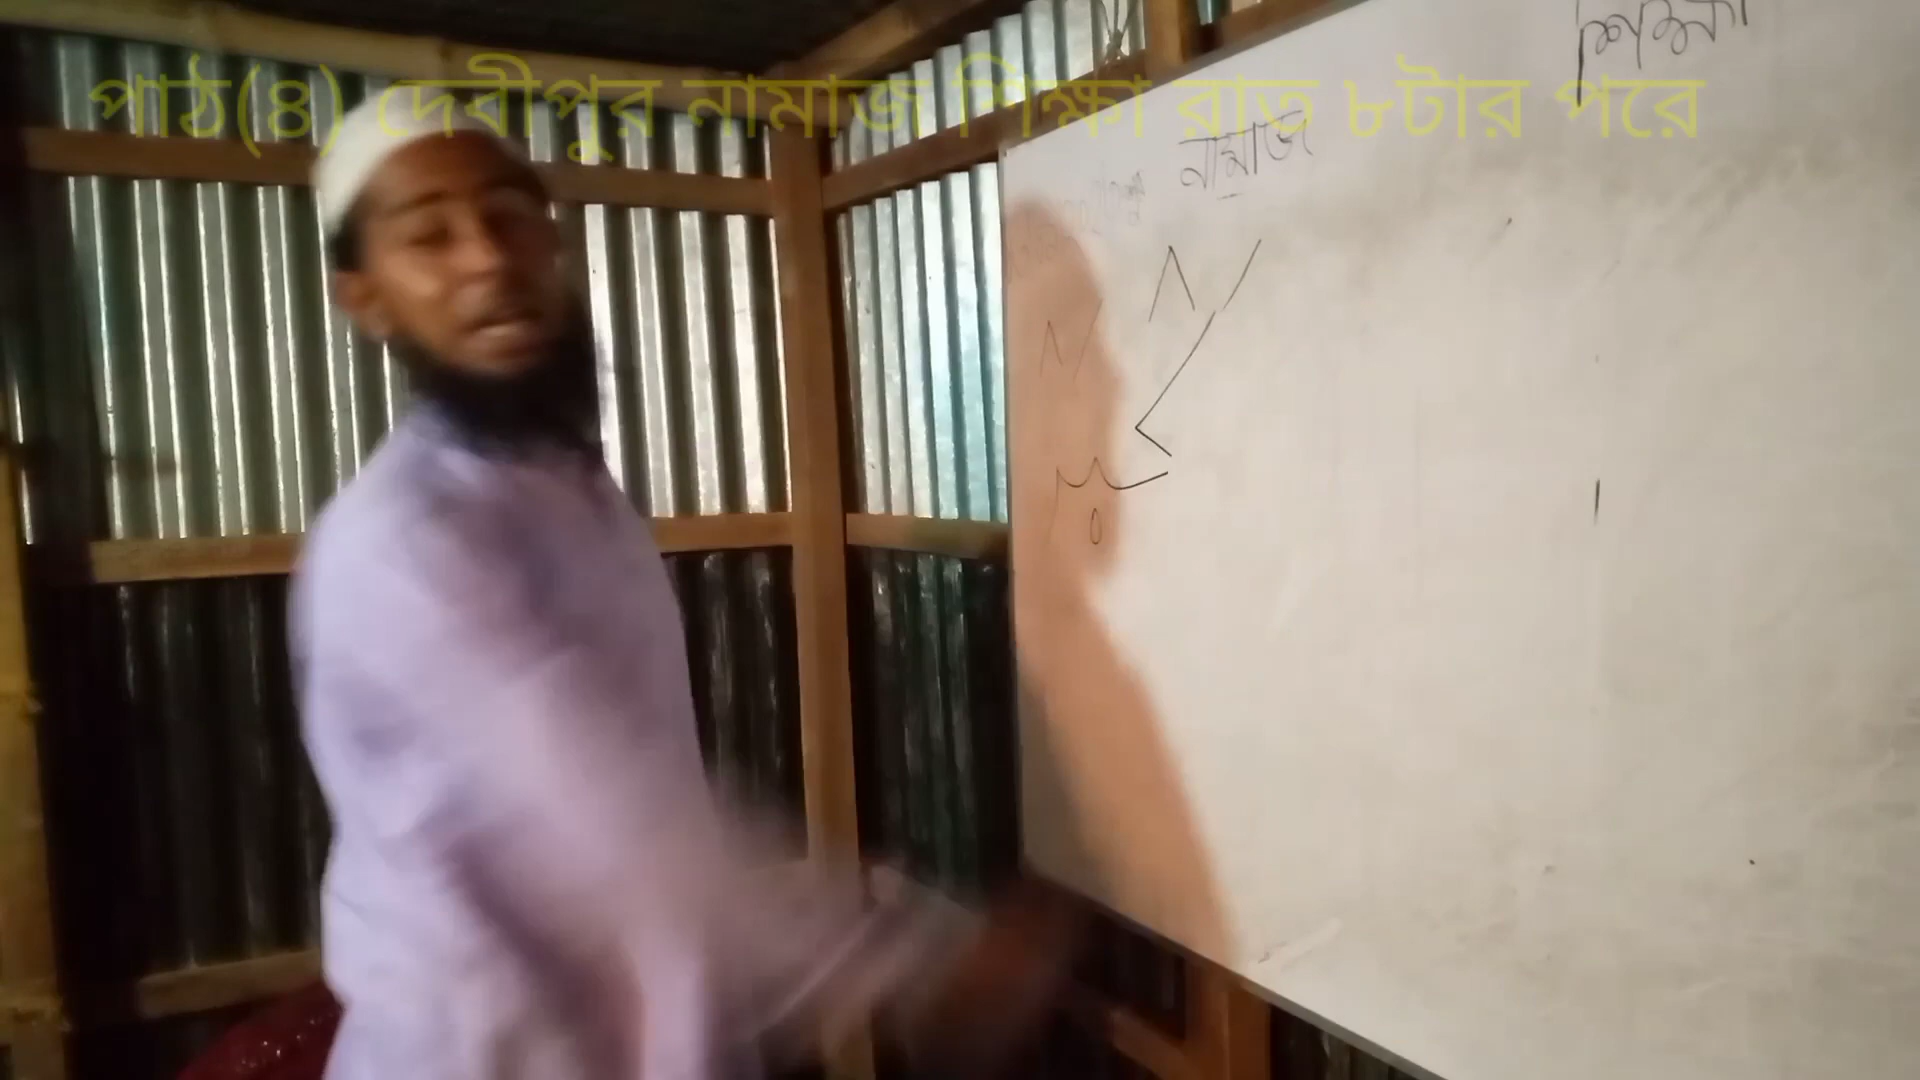 পাঠ(৪) দেবীপুর নামাজ শিক্ষা রাত ৮টার পরে
শিক্ষা
নামাজ